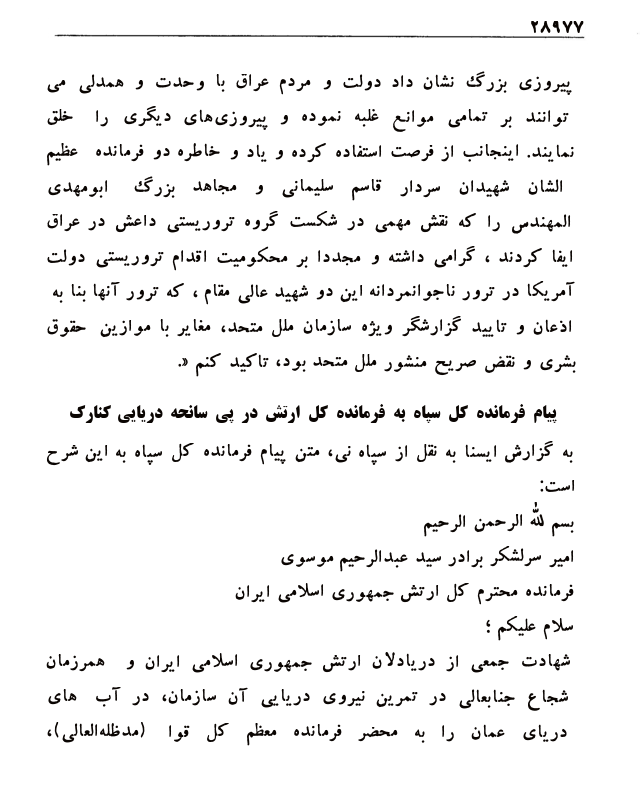 ۲۸۹۷۷
پیروزی بزرگ نشان داد دولت و مردم عراق با وحدت و همدلی می
توانند بر تمامی موانع غلبه نموده و پیروزی‌های دیگری را خلق
نمایند. اینجانب از فرصت استفاده کرده و یاد و خاطره دو فرمانده عظیم
الشان شهیدان سردار قاسم سلیمانی و مجاهد بزرگ ابومهدی
المهندس را که نقش مهمی در شکست گروه تروریستی داعش در عراق
ایفا کردند ، گرامی داشته و مجددا بر محکومیت اقدام تروریستی دولت
آمریکا در ترور ناجوانمردانه این دو شهید عالی مقام ، که ترور آنها بنا به
اذعان و تایید گزارشگر ویژه سازمان ملل متحد، مغایر با موازین حقوق
بشری و نقض صریح منشور ملل متحد بود، تاکید کنم «.
پیام فرمانده کل سپاه به فرمانده کل ارتش در پی سانحه دریایی کنارک
به گزارش ایسنا به نقل از سپاه نی، متن پیام فرمانده کل سپاه به این شرح
است:
بسم الله الرحمن الرحیم
امیر سرلشکر برادر سید عبدالرحیم موسوی
فرمانده محترم کل ارتش جمهوری اسلامی ایران
سلام علیکم ؛
شهادت جمعی از دریادلان ارتش جمهوری اسلامی ایران و همرزمان
شجاع جنابعالی در تمرین نیروی دریایی آن سازمان، در آب های
دریای عمان را به محضر فرمانده معظم کل قوا (مدظله‌العالی)،